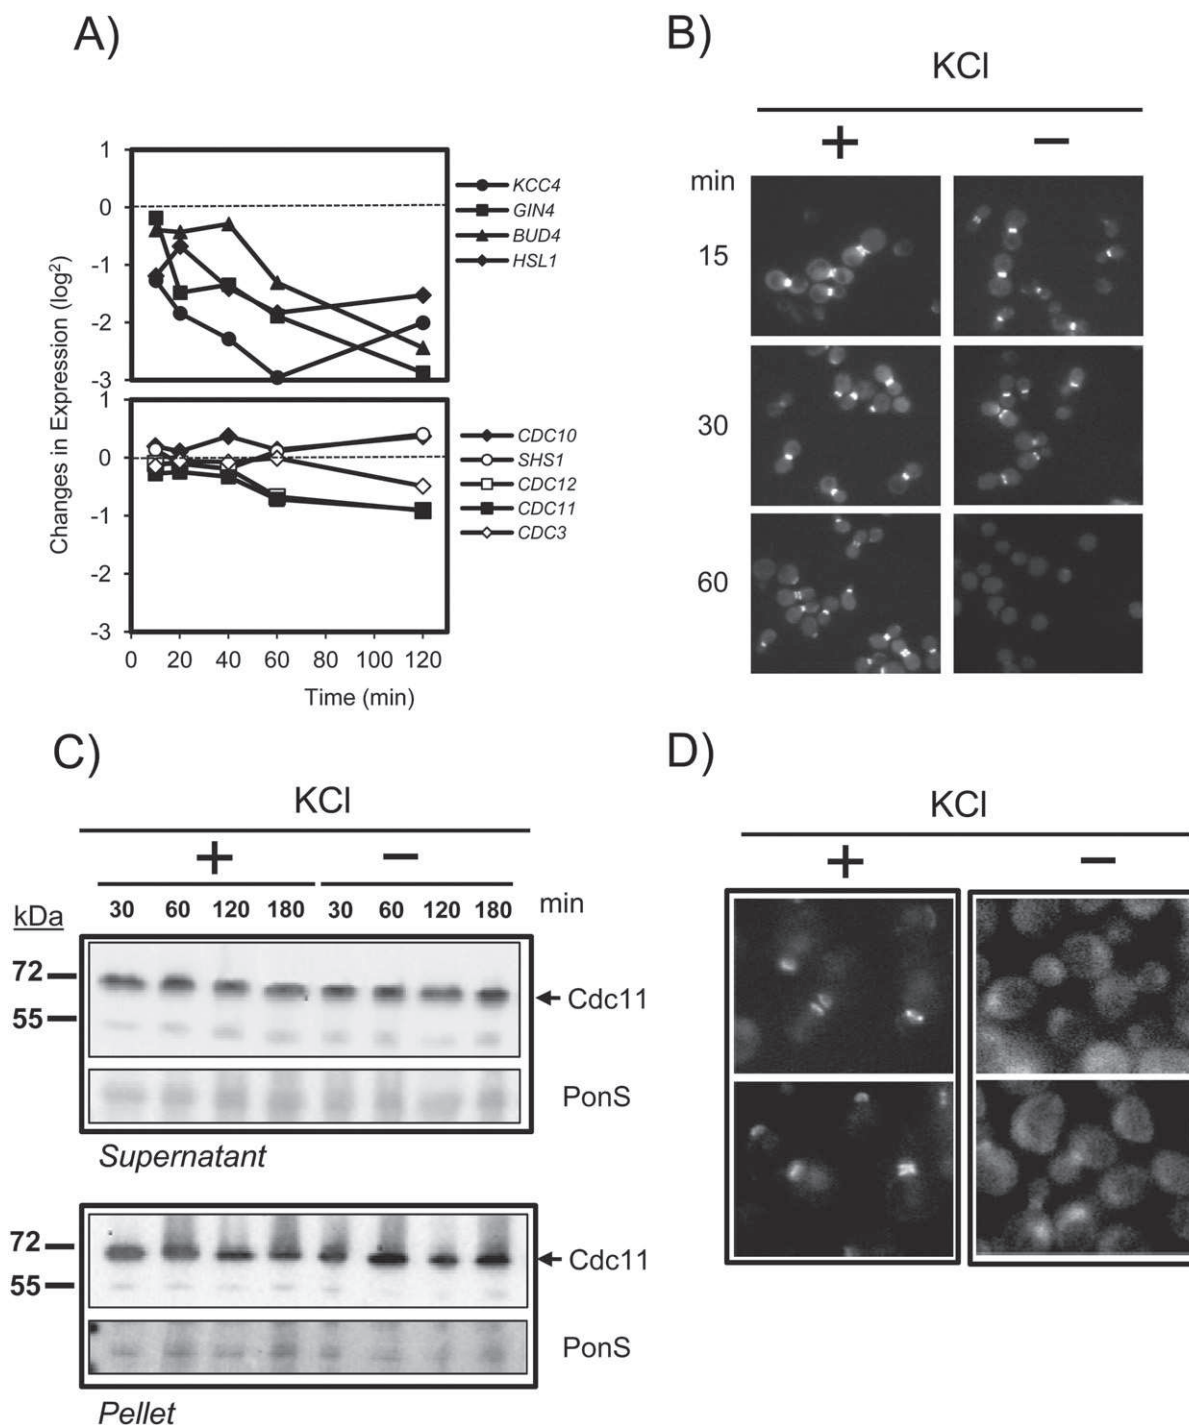 A)
1
0
-1
-2
-3
KCC4
GIN4
BUD4
HSL1
1
0
-1
-2
-3
CDC10
SHS1
CDC12
CDC11
CDC3
0 20 40 60 80 100 120
Time (min)
Changes in Expression (log²)
B)
KCl
+ −
min
15
30
60
C)
KCl
+ −
kDa 30 60 120 180 30 60 120 180 min
72
55
Cdc11
PonS
Supernatant
72
55
Cdc11
PonS
Pellet
D)
KCl
+ −